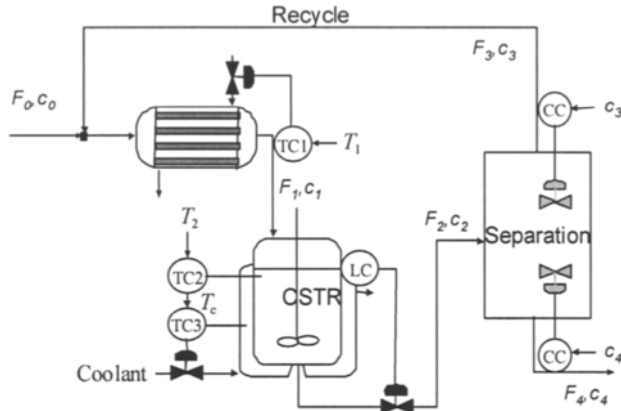 Recycle
F₃,c₃
F₀,c₀
CC
c₃
TC1
T₁
F₁,c₁
T₂
F₂,c₂
Separation
TC2
LC
CSTR
T_c
TC3
CC
c₄
Coolant
F₄,c₄